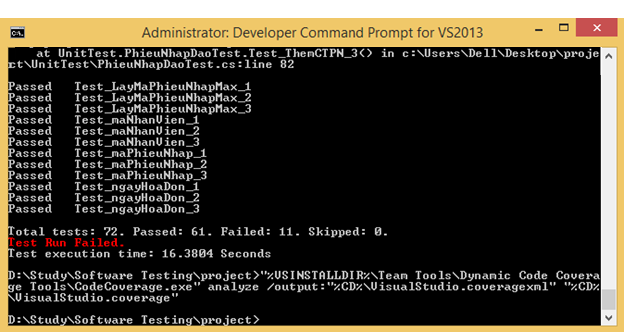 Administrator: Developer Command Prompt for VS2013
at UnitTest.PhieuNhapDaoTest.Test_ThemCTPN_3() in c:\Users\Dell\Desktop\proje
ct\UnitTest\PhieuNhapDaoTest.cs:line 82
Passed Test_LayMaPhieuNhapMax_1
Passed Test_LayMaPhieuNhapMax_2
Passed Test_LayMaPhieuNhapMax_3
Passed Test_maNhanVien_1
Passed Test_maNhanVien_2
Passed Test_maNhanVien_3
Passed Test_maPhieuNhap_1
Passed Test_maPhieuNhap_2
Passed Test_maPhieuNhap_3
Passed Test_ngayHoaDon_1
Passed Test_ngayHoaDon_2
Passed Test_ngayHoaDon_3
Total tests: 72. Passed: 61. Failed: 11. Skipped: 0.
Test Run Failed.
Test execution time: 16.3804 Seconds
D:\Study\Software Testing\project>"%VSINSTALLDIR%\Team Tools\Dynamic Code Covera
ge Tools\CodeCoverage.exe" analyze /output:"%CD%\VisualStudio.coveragexml" "%CD%
\VisualStudio.coverage"
D:\Study\Software Testing\project>